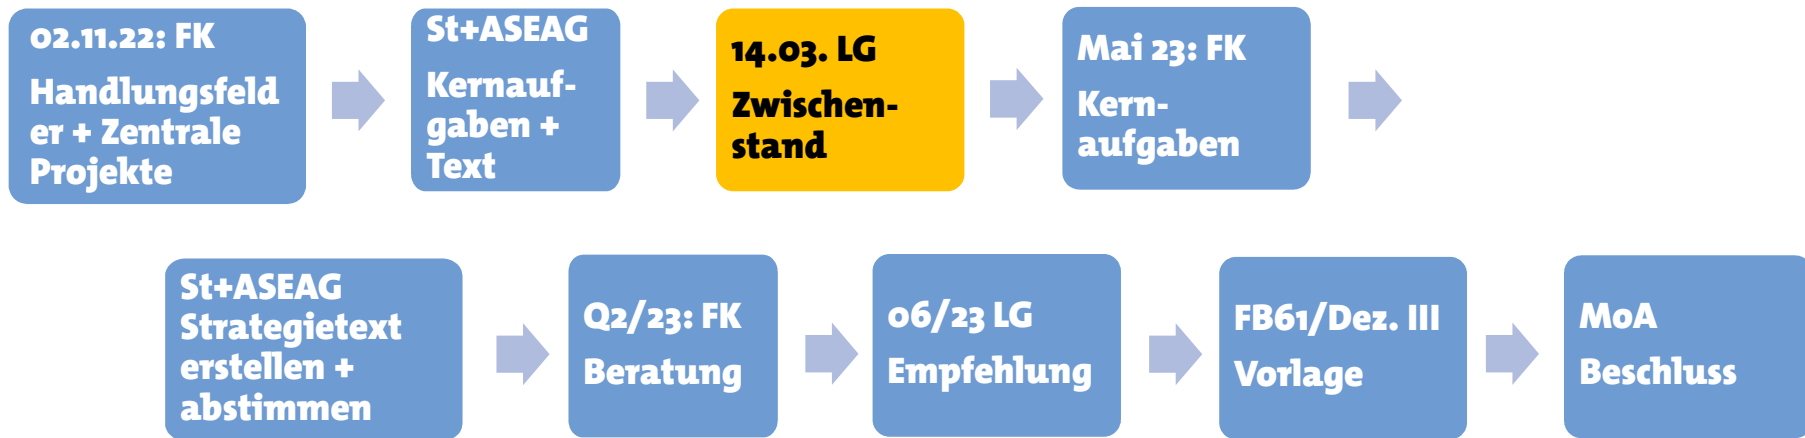 02.11.22: FK
Handlungsfeld
er + Zentrale
Projekte
St+ASEAG
Kernauf-
gaben +
Text
14.03. LG
Zwischen-
stand
Mai 23: FK
Kern-
aufgaben
St+ASEAG
Strategietext
erstellen +
abstimmen
Q2/23: FK
Beratung
06/23 LG
Empfehlung
FB61/Dez. III
Vorlage
MoA
Beschluss